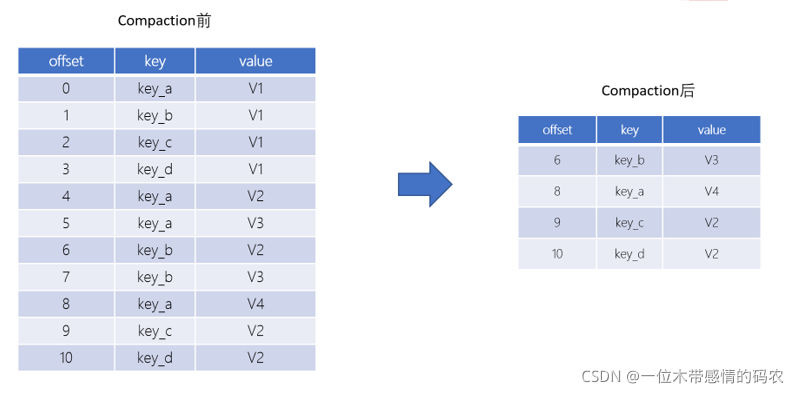 Compaction前
offset key value
0 key_a V1
1 key_b V1
2 key_c V1
3 key_d V1
4 key_a V2
5 key_a V3
6 key_b V2
7 key_b V3
8 key_a V4
9 key_c V2
10 key_d V2
Compaction后
offset key value
6 key_b V3
8 key_a V4
9 key_c V2
10 key_d V2
CSDN @一位木带感情的码农